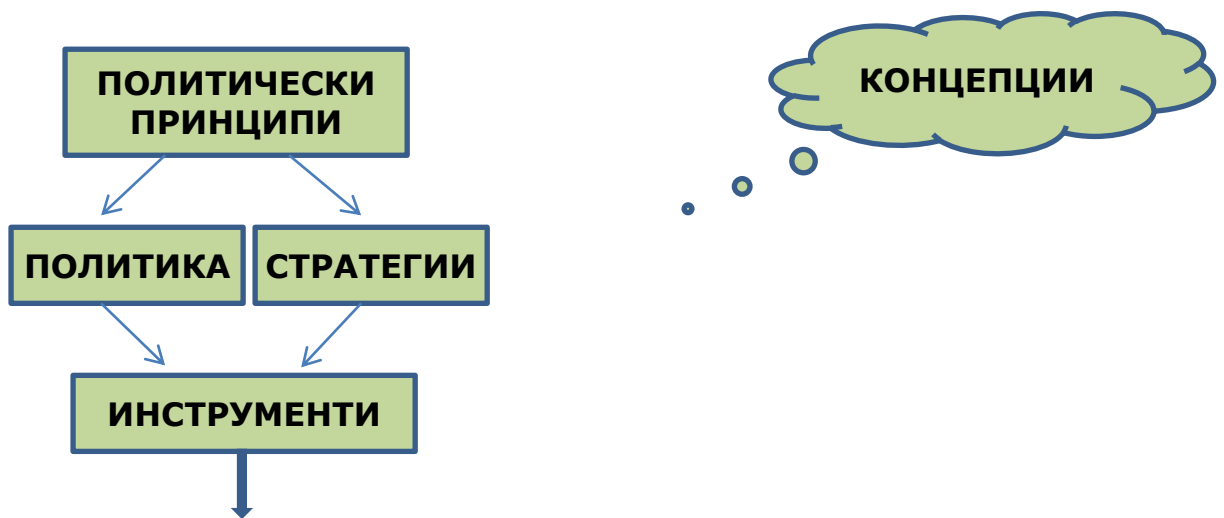 ПОЛИТИЧЕСКИ
ПРИНЦИПИ
КОНЦЕПЦИИ
ПОЛИТИКА
СТРАТЕГИИ
ИНСТРУМЕНТИ